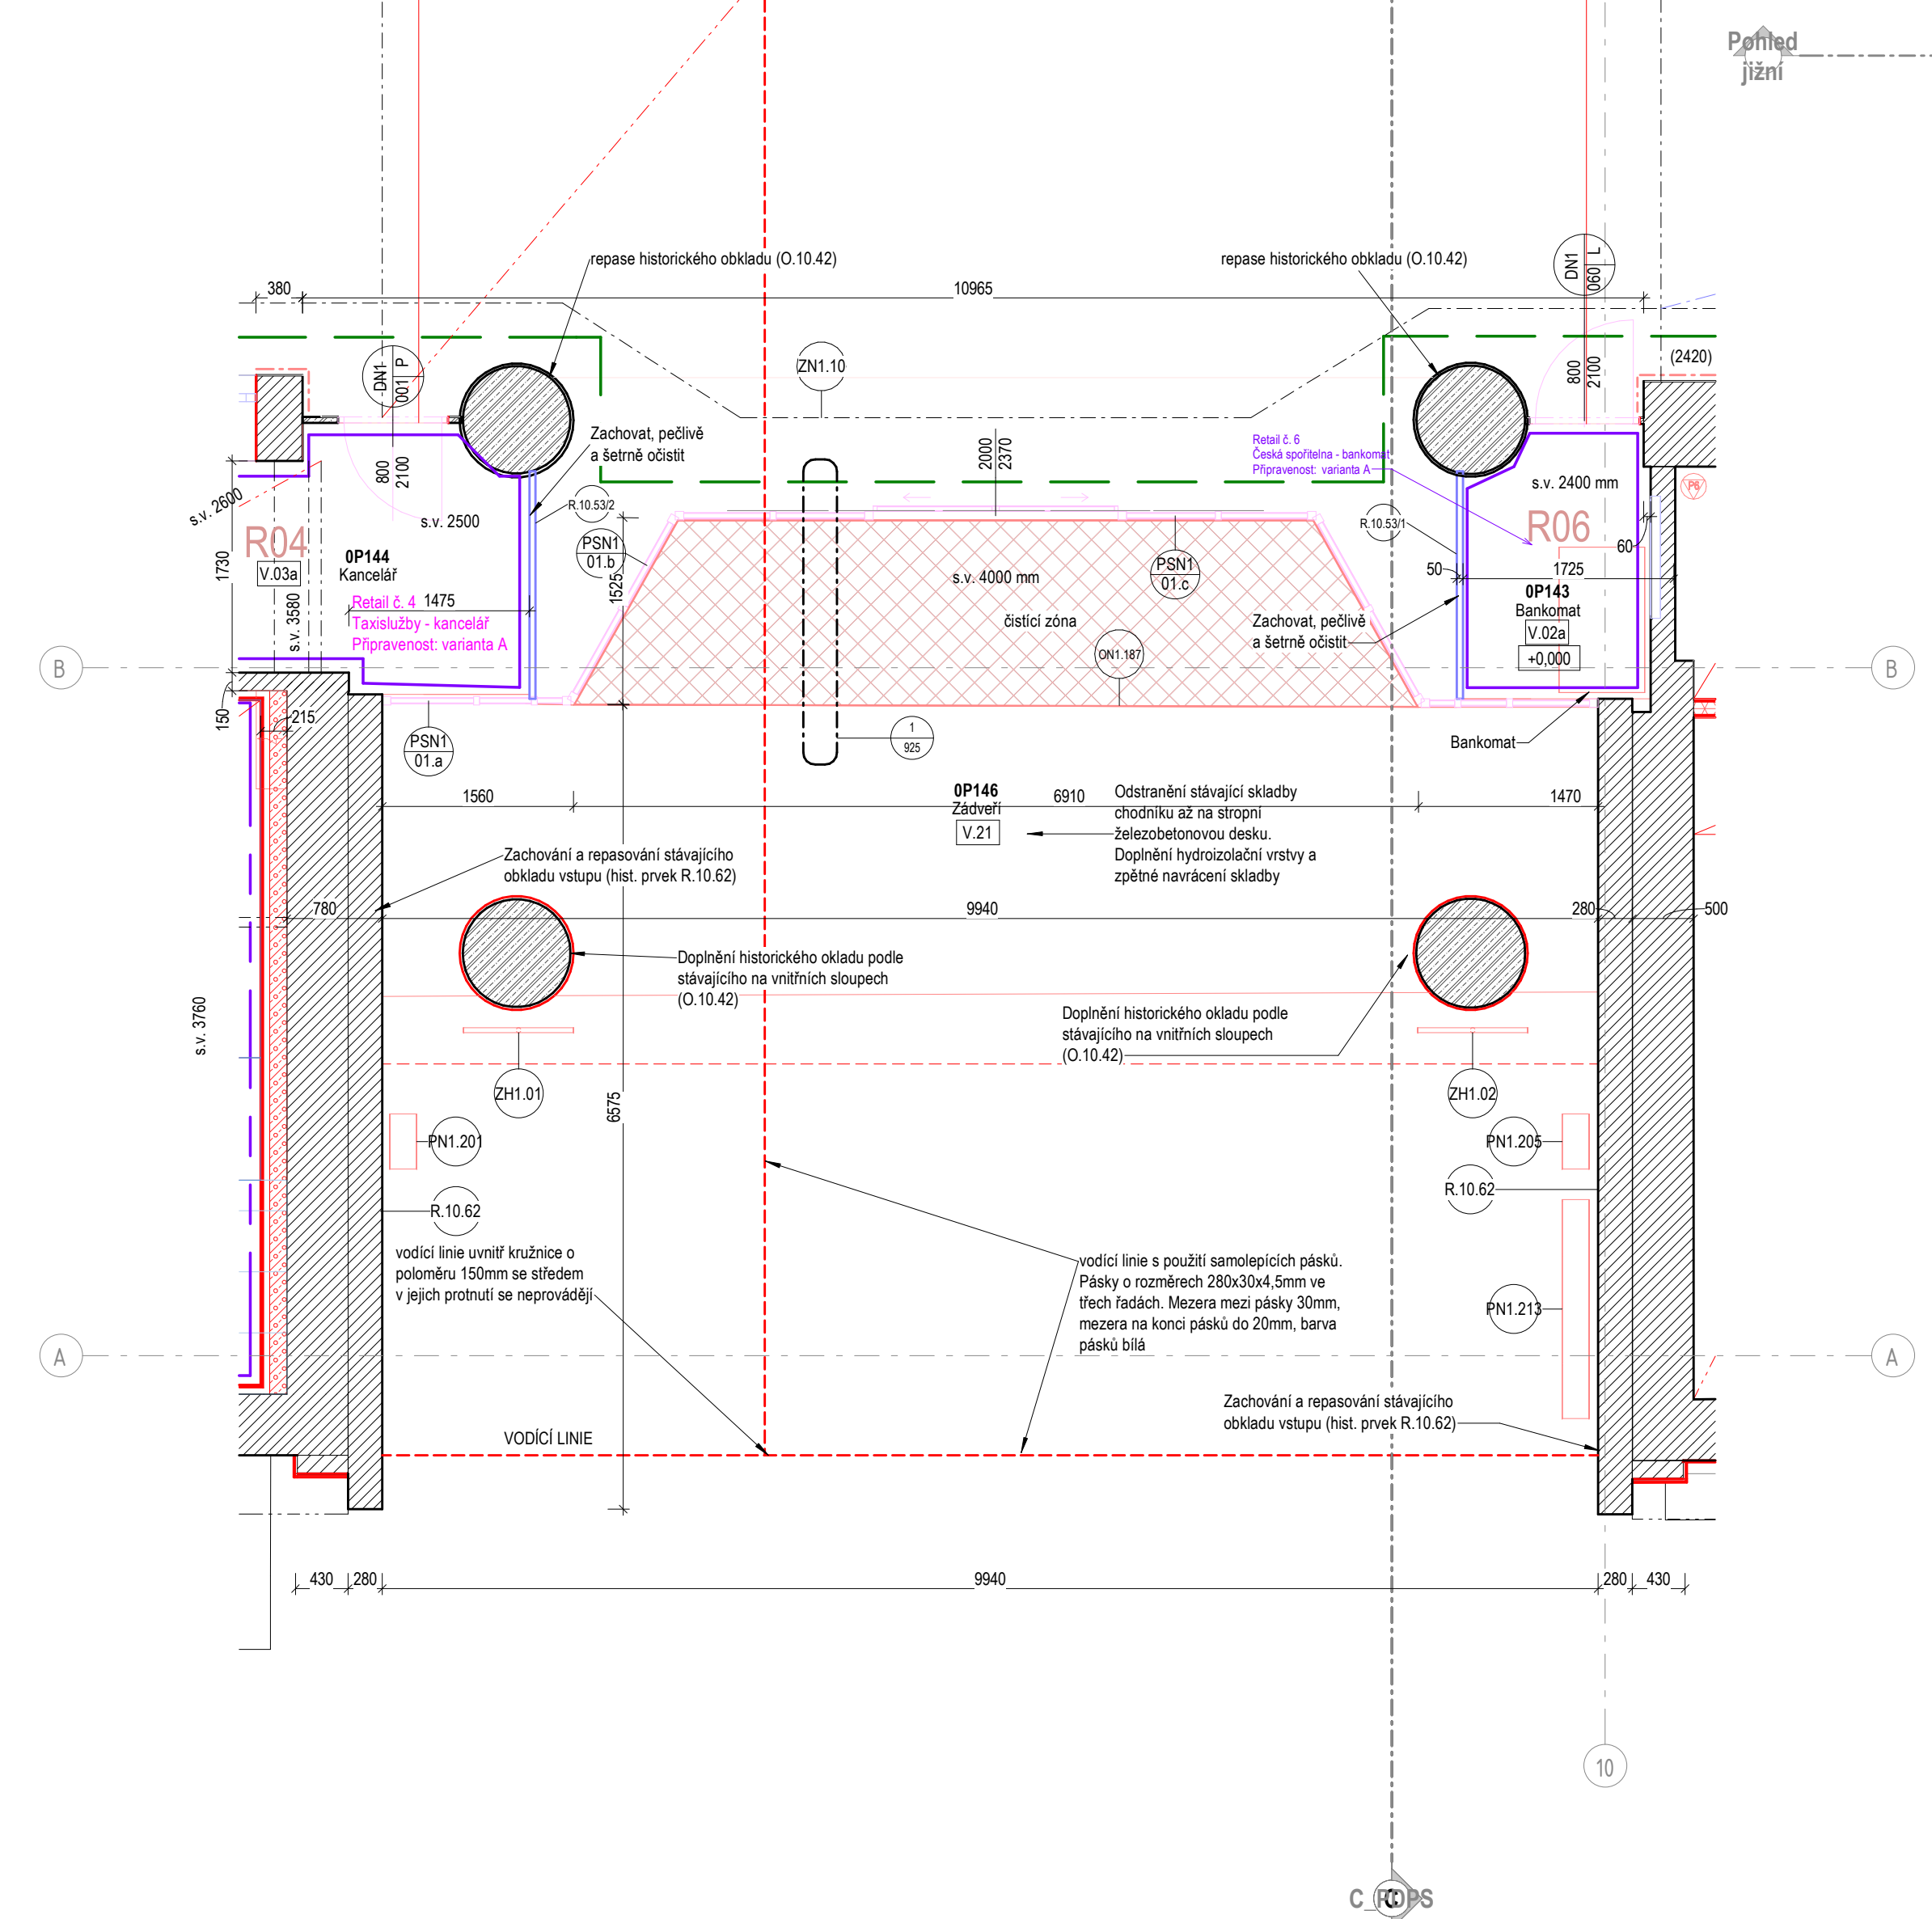 Pohled
jižní
repase historického obkladu (O.10.42)
repase historického obkladu (O.10.42)
DN1
060 L
380
10965
800
2100
(2420)
ZN1.10
DN1
001 P
800
2100
Zachovat, pečlivě
a šetrně očistit
2000
2370
Retail č. 6
Česká spořitelna - bankomat
Připravenost: varianta A
s.v. 2400 mm
P6
s.v. 2600
s.v. 2500
R.10.53/2
R.10.53/1
R04
R06
0P144
Kancelář
V.03a
PSN1
01.b
PSN1
01.c
s.v. 4000 mm
60
50
1725
1730
1525
0P143
Bankomat
V.02a
+0,000
Retail č. 4
1475
Taxislužby - kancelář
Připravenost: varianta A
s.v. 3580
čistící zóna
Zachovat, pečlivě
a šetrně očistit
ON1.187
B
B
150
215
PSN1
01.a
1
925
Bankomat
1560
0P146
Zádveří
V.21
6910
1470
Odstranění stávající skladby
chodníku až na stropní
železobetonovou desku.
Doplnění hydroizolační vrstvy a
zpětné navrácení skladby
Zachování a repasování stávajícího
obkladu vstupu (hist. prvek R.10.62)
780
9940
280
500
Doplnění historického okladu podle
stávajícího na vnitřních sloupech
(O.10.42)
Doplnění historického okladu podle
stávajícího na vnitřních sloupech
(O.10.42)
s.v. 3760
ZH1.01
ZH1.02
6575
PN1.201
PN1.205
R.10.62
R.10.62
vodící linie uvnitř kružnice o
poloměru 150mm se středem
v jejich protnutí se neprovádějí
vodící linie s použití samolepících pásků.
Pásky o rozměrech 280x30x4,5mm ve
třech řadách. Mezera mezi pásky 30mm,
mezera na konci pásků do 20mm, barva
pásků bílá
PN1.213
A
A
Zachování a repasování stávajícího
obkladu vstupu (hist. prvek R.10.62)
VODÍCÍ LINIE
430
280
9940
280
430
10
C_PDPS
C